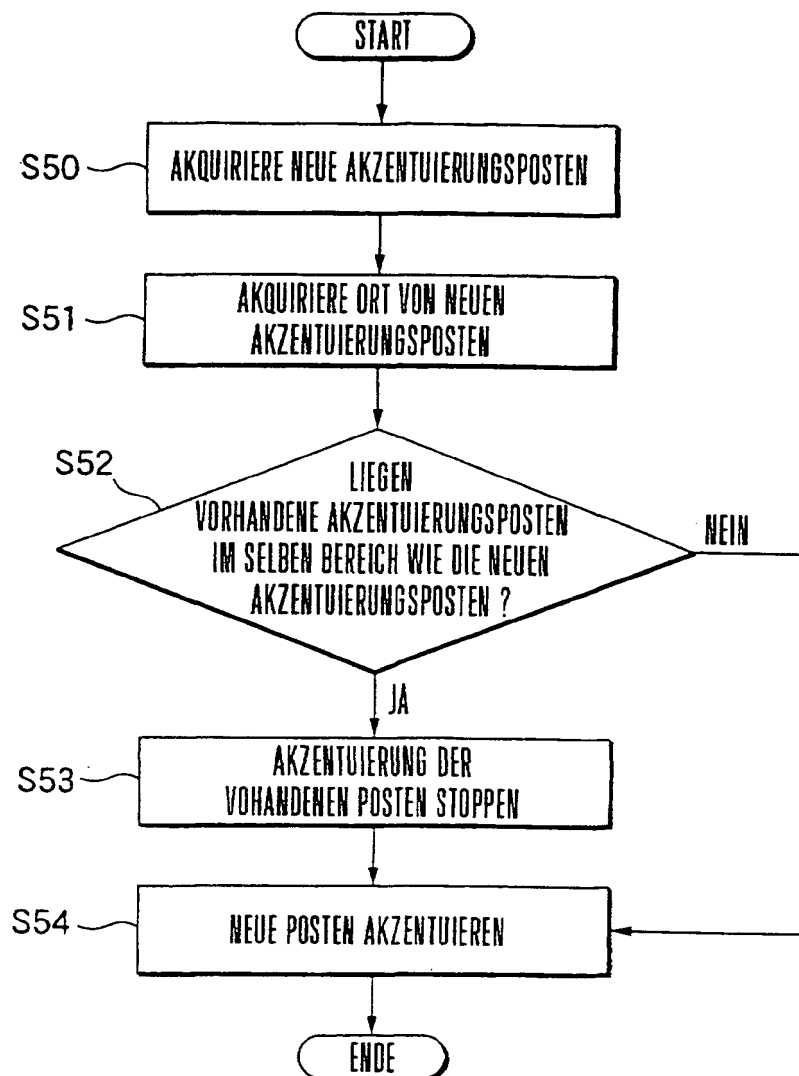 START
S50
AKQUIRIERE NEUE AKZENTUIERUNGSPOSTEN
S51
AKQUIRIERE ORT VON NEUEN
AKZENTUIERUNGSPOSTEN
S52
LIEGEN
VORHANDENE AKZENTUIERUNGSPOSTEN
IM SELBEN BEREICH WIE DIE NEUEN
AKZENTUIERUNGSPOSTEN ?
NEIN
JA
S53
AKZENTUIERUNG DER
VOHANDENEN POSTEN STOPPEN
S54
NEUE POSTEN AKZENTUIEREN
ENDE